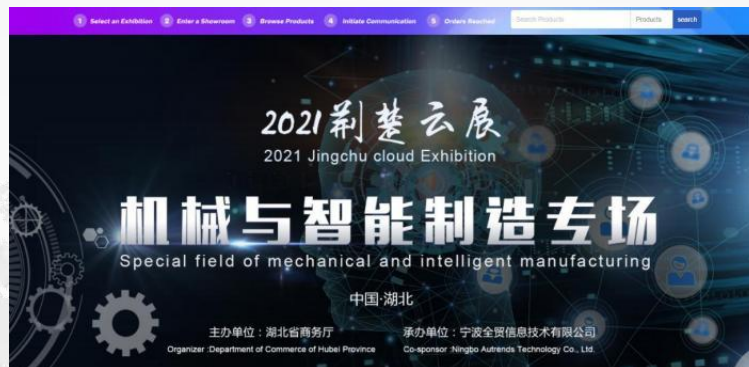 1 Select an Exhibition 2 Enter a Showroom 3 Browse Products 4 Initiate Communication 5 Orders Reached Search Products Products search
2021荆楚云展
2021 Jingchu cloud Exhibition
机械与智能制造专场
Special field of mechanical and intelligent manufacturing
中国·湖北
主办单位：湖北省商务厅 承办单位：宁波全贸信息技术有限公司
Organizer :Department of Commerce of Hubei Province Co-sponsor :Ningbo Autrends Technology Co., Ltd.